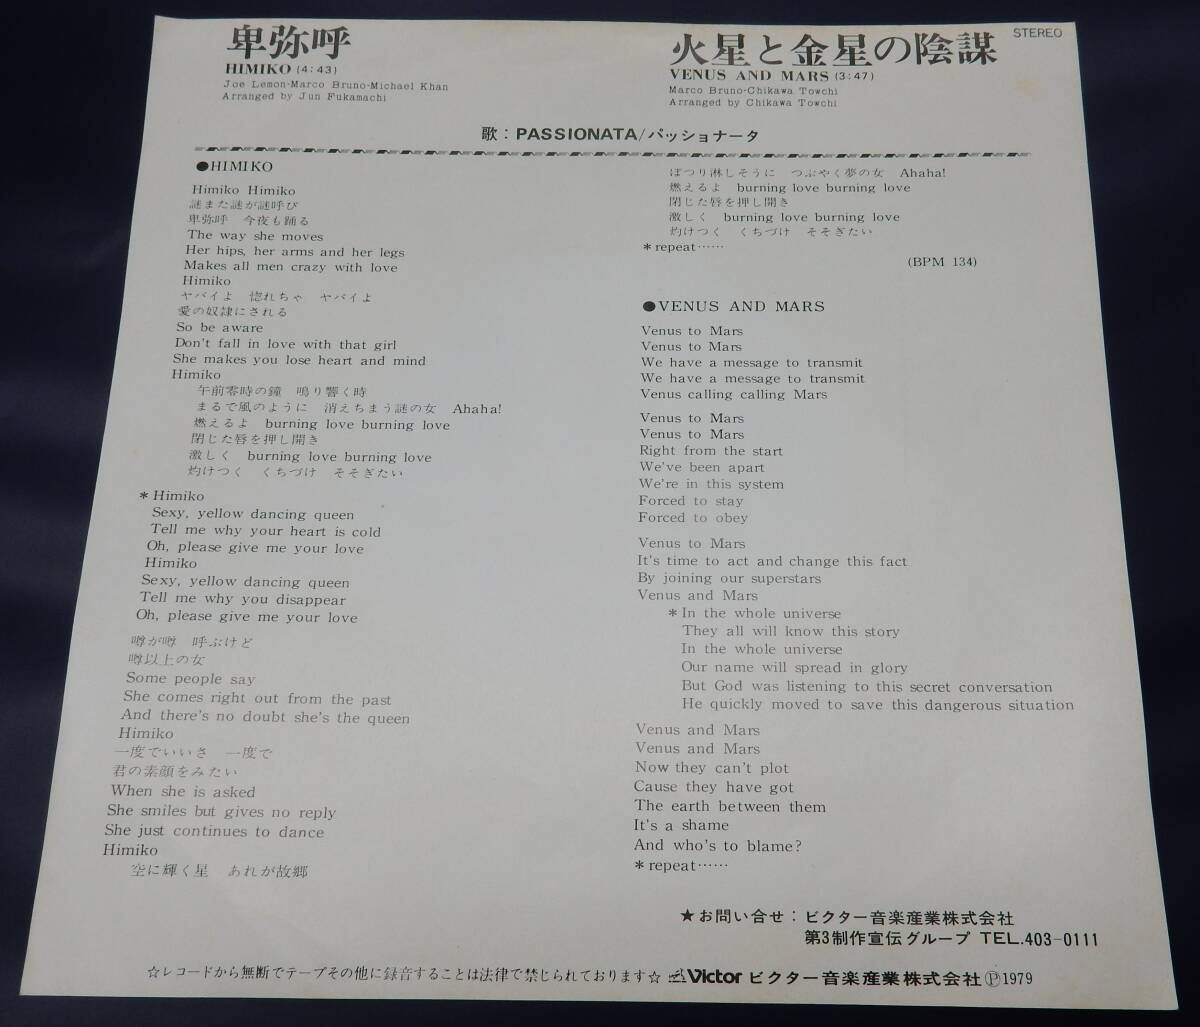 卑弥呼
HIMIKO (4:43)
Joe Lemon-Marco Bruno-Michael Khan
Arranged by Jun Fukamachi
火星と金星の陰謀
STEREO
VENUS AND MARS (3:47)
Marco Bruno-Chikawa Towchi
Arranged by Chikawa Towchi
歌：PASSIONATA/パッショナータ
●HIMIKO
Himiko Himiko
謎また謎が謎呼び
卑弥呼　今夜も踊る
The way she moves
Her hips, her arms and her legs
Makes all men crazy with love
Himiko
ヤバイよ　惚れちゃ　ヤバイよ
愛の奴隷にされる
So be aware
Don't fall in love with that girl
She makes you lose heart and mind
Himiko
午前零時の鐘　鳴り響く時
まるで風のように　消えちまう謎の女　Ahaha!
燃えるよ　burning love burning love
閉じた唇を押し開き
激しく　burning love burning love
灼けつく　くちづけ　そそぎたい
* Himiko
Sexy, yellow dancing queen
Tell me why your heart is cold
Oh, please give me your love
Himiko
Sexy, yellow dancing queen
Tell me why you disappear
Oh, please give me your love
噂が噂　呼ぶけど
噂以上の女
Some people say
She comes right out from the past
And there's no doubt she's the queen
Himiko
一度でいいさ　一度で
君の素顔をみたい
When she is asked
She smiles but gives no reply
She just continues to dance
Himiko
空に輝く星　あれが故郷
ぽつり淋しそうに　つぶやく夢の女　Ahaha!
燃えるよ　burning love burning love
閉じた唇を押し開き
激しく　burning love burning love
灼けつく　くちづけ　そそぎたい
* repeat……
(BPM 134)
●VENUS AND MARS
Venus to Mars
Venus to Mars
We have a message to transmit
We have a message to transmit
Venus calling calling Mars
Venus to Mars
Venus to Mars
Right from the start
We've been apart
We're in this system
Forced to stay
Forced to obey
Venus to Mars
It's time to act and change this fact
By joining our superstars
Venus and Mars
* In the whole universe
They all will know this story
In the whole universe
Our name will spread in glory
But God was listening to this secret conversation
He quickly moved to save this dangerous situation
Venus and Mars
Venus and Mars
Now they can't plot
Cause they have got
The earth between them
It's a shame
And who's to blame?
* repeat……
★お問い合せ：ビクター音楽産業株式会社
第3制作宣伝グループ TEL.403-0111
☆レコードから無断でテープその他に録音することは法律で禁じられております☆ Victor ビクター音楽産業株式会社 Ⓟ1979